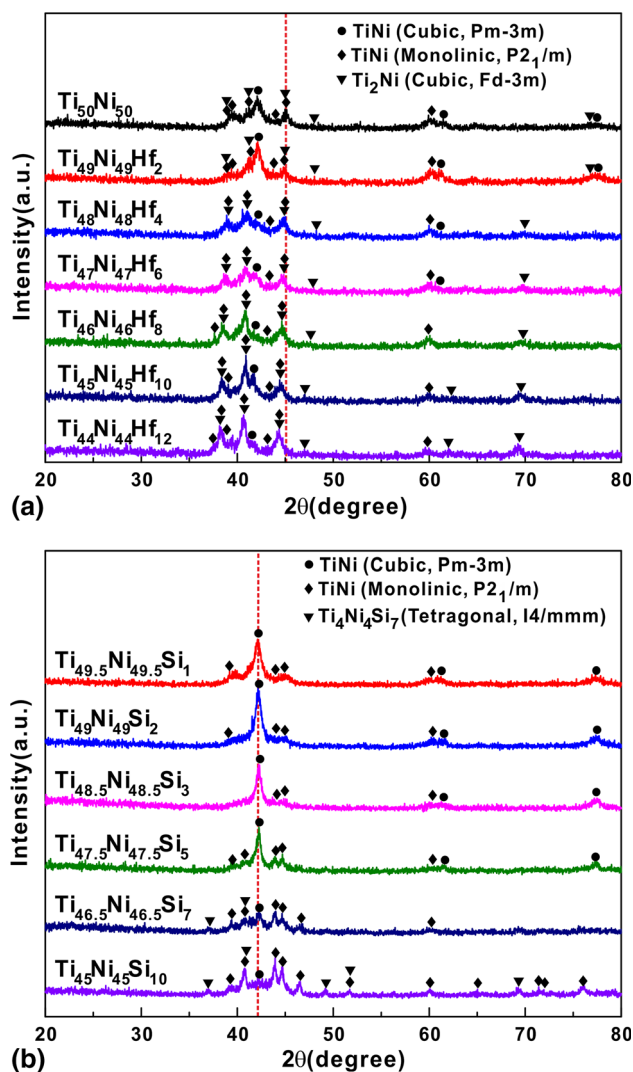 ● TiNi (Cubic, Pm-3m)
♦ TiNi (Monolinic, P2₁/m)
▼ Ti₂Ni (Cubic, Fd-3m)
Ti₅₀Ni₅₀
Ti₄₉Ni₄₉Hf₂
Ti₄₈Ni₄₈Hf₄
Ti₄₇Ni₄₇Hf₆
Ti₄₆Ni₄₆Hf₈
Ti₄₅Ni₄₅Hf₁₀
Ti₄₄Ni₄₄Hf₁₂
Intensity(a.u.)
20 30 40 50 60 70 80
2θ(degree)
(a)
● TiNi (Cubic, Pm-3m)
♦ TiNi (Monolinic, P2₁/m)
▼ Ti₄Ni₄Si₇(Tetragonal, I4/mmm)
Ti₄₉.₅Ni₄₉.₅Si₁
Ti₄₉Ni₄₉Si₂
Ti₄₈.₅Ni₄₈.₅Si₃
Ti₄₇.₅Ni₄₇.₅Si₅
Ti₄₆.₅Ni₄₆.₅Si₇
Ti₄₅Ni₄₅Si₁₀
Intensity(a.u.)
20 30 40 50 60 70 80
2θ(degree)
(b)